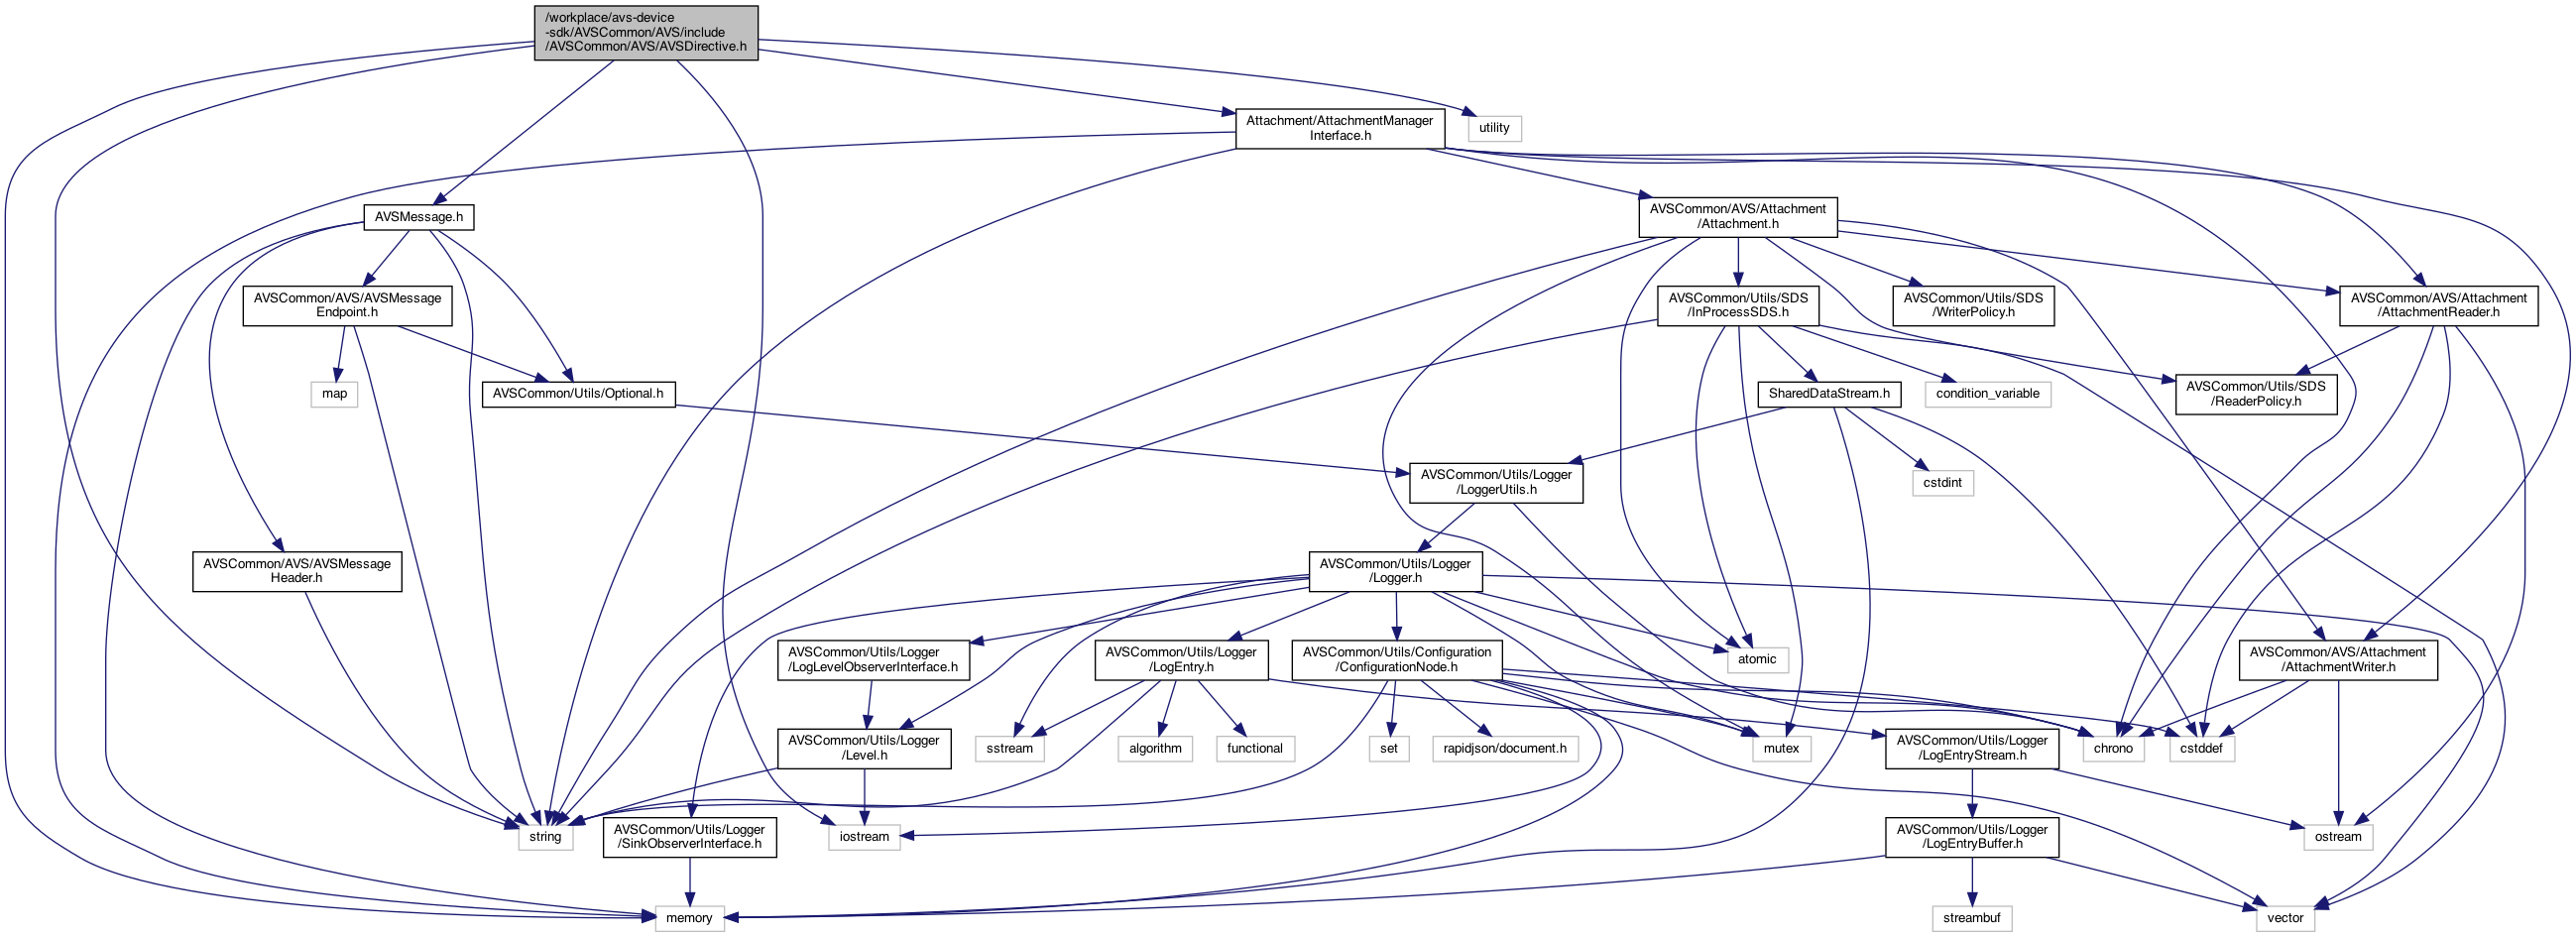 /workplace/avs-device
-sdk/AVSCommon/AVS/include
/AVSCommon/AVS/AVSDirective.h
Attachment/AttachmentManager
Interface.h
utility
AVSMessage.h
AVSCommon/AVS/Attachment
/Attachment.h
AVSCommon/AVS/AVSMessage
Endpoint.h
AVSCommon/Utils/SDS
/InProcessSDS.h
AVSCommon/Utils/SDS
/WriterPolicy.h
AVSCommon/AVS/Attachment
/AttachmentReader.h
map
AVSCommon/Utils/Optional.h
SharedDataStream.h
condition_variable
AVSCommon/Utils/SDS
/ReaderPolicy.h
AVSCommon/Utils/Logger
/LoggerUtils.h
cstdint
AVSCommon/AVS/AVSMessage
Header.h
AVSCommon/Utils/Logger
/Logger.h
AVSCommon/Utils/Logger
/LogLevelObserverInterface.h
AVSCommon/Utils/Logger
/LogEntry.h
AVSCommon/Utils/Configuration
/ConfigurationNode.h
atomic
AVSCommon/AVS/Attachment
/AttachmentWriter.h
AVSCommon/Utils/Logger
/Level.h
sstream
algorithm
functional
set
rapidjson/document.h
mutex
AVSCommon/Utils/Logger
/LogEntryStream.h
chrono
cstddef
string
AVSCommon/Utils/Logger
/SinkObserverInterface.h
iostream
AVSCommon/Utils/Logger
/LogEntryBuffer.h
ostream
memory
streambuf
vector